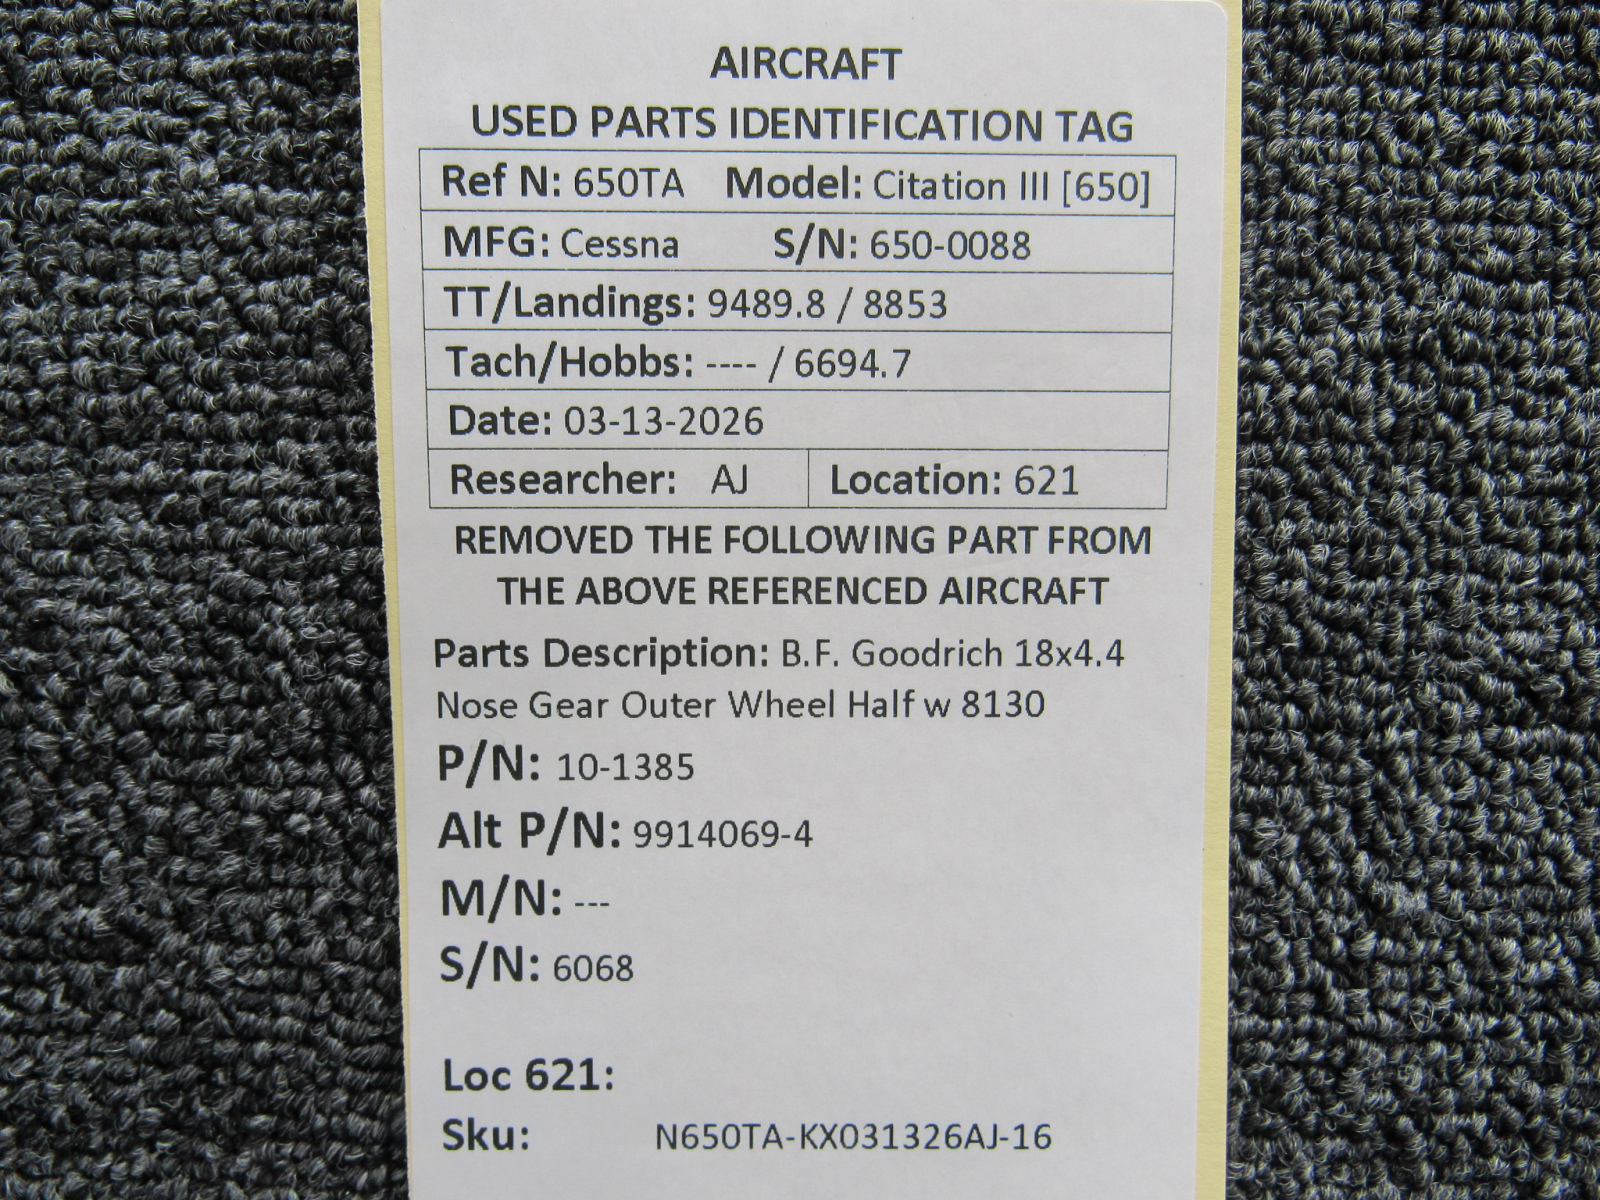 AIRCRAFT
USED PARTS IDENTIFICATION TAG
Ref N: 650TA Model: Citation III [650]
MFG: Cessna S/N: 650-0088
TT/Landings: 9489.8 / 8853
Tach/Hobbs: ---- / 6694.7
Date: 03-13-2026
Researcher: AJ Location: 621
REMOVED THE FOLLOWING PART FROM
THE ABOVE REFERENCED AIRCRAFT
Parts Description: B.F. Goodrich 18x4.4
Nose Gear Outer Wheel Half w 8130
P/N: 10-1385
Alt P/N: 9914069-4
M/N: ---
S/N: 6068
Loc 621:
Sku: N650TA-KX031326AJ-16